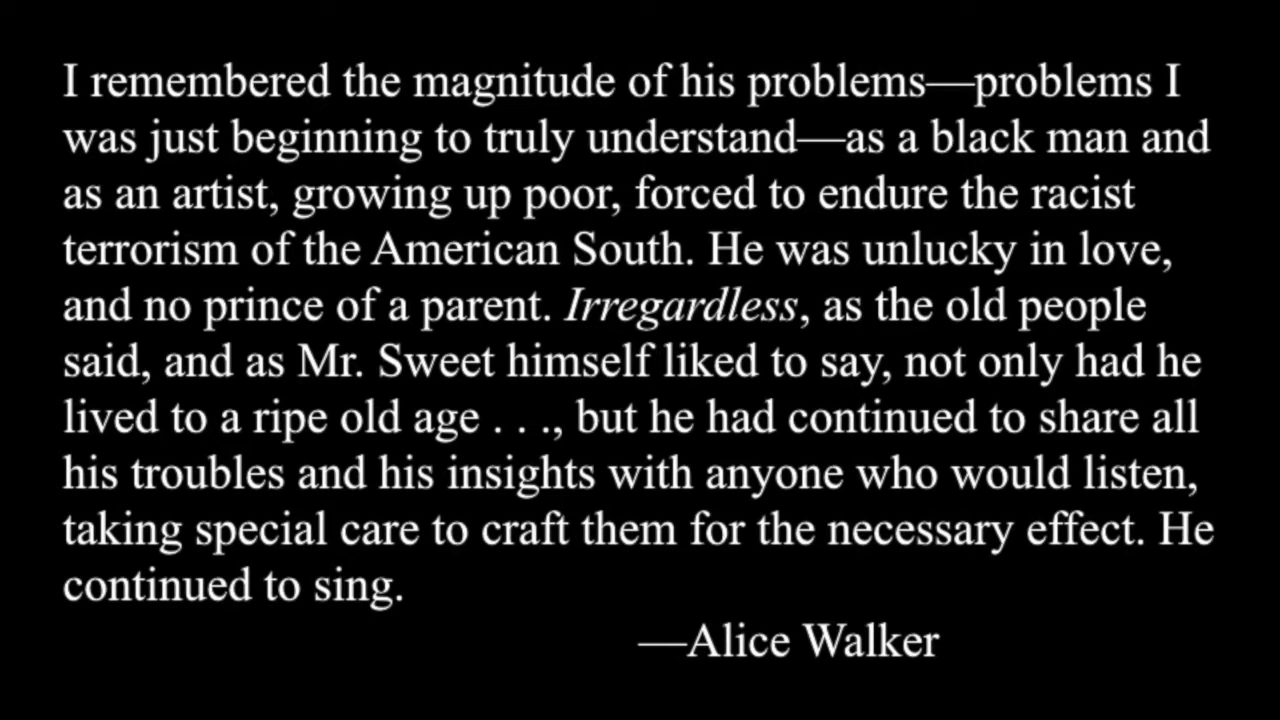 I remembered the magnitude of his problems—problems I
was just beginning to truly understand—as a black man and
as an artist, growing up poor, forced to endure the racist
terrorism of the American South. He was unlucky in love,
and no prince of a parent. Irregardless, as the old people
said, and as Mr. Sweet himself liked to say, not only had he
lived to a ripe old age . . ., but he had continued to share all
his troubles and his insights with anyone who would listen,
taking special care to craft them for the necessary effect. He
continued to sing.
—Alice Walker